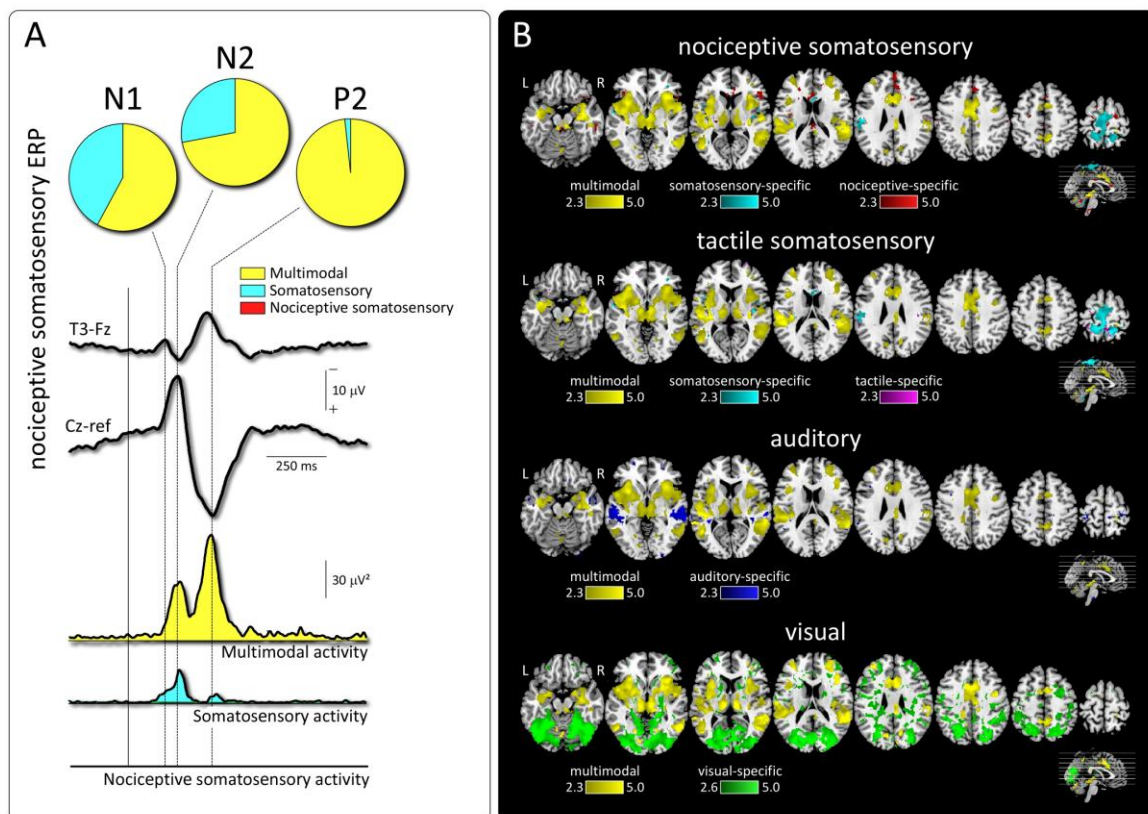 A
N1
N2
P2
nociceptive somatosensory ERP
Multimodal
Somatosensory
Nociceptive somatosensory
T3-Fz
−
10 µV
+
Cz-ref
250 ms
30 µV²
Multimodal activity
Somatosensory activity
Nociceptive somatosensory activity
B
nociceptive somatosensory
L R
multimodal somatosensory-specific nociceptive-specific
2.3 5.0 2.3 5.0 2.3 5.0
tactile somatosensory
L R
multimodal somatosensory-specific tactile-specific
2.3 5.0 2.3 5.0 2.3 5.0
auditory
L R
multimodal auditory-specific
2.3 5.0 2.3 5.0
visual
L R
multimodal visual-specific
2.3 5.0 2.6 5.0